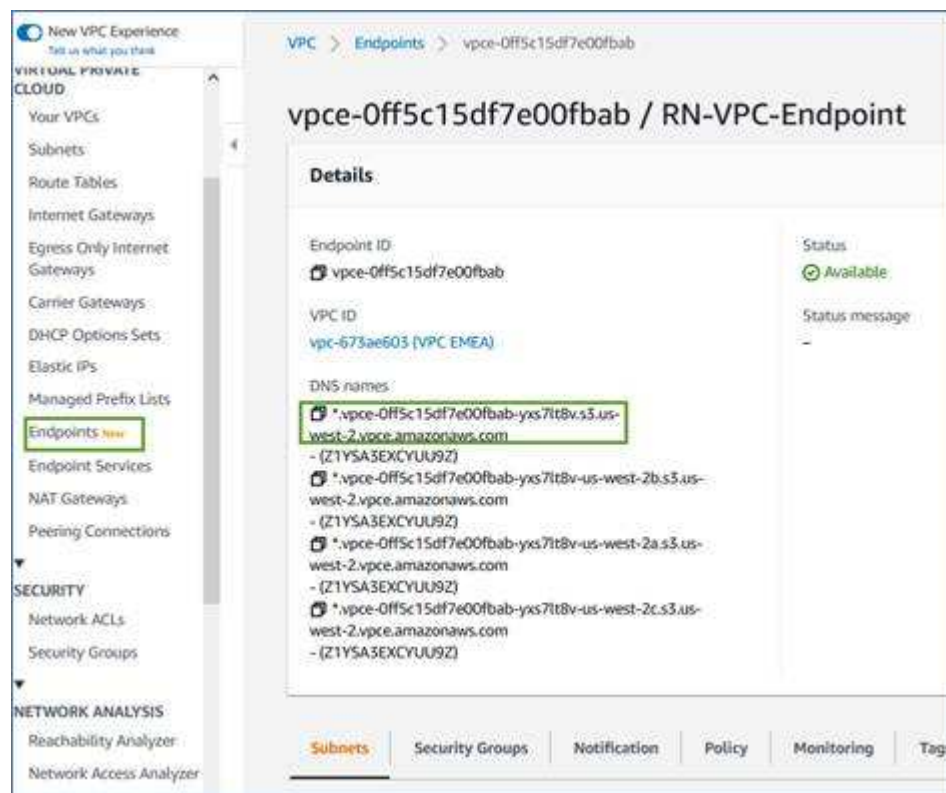 New VPC Experience
Tell us what you think
VIRTUAL PRIVATE
CLOUD
Your VPCs
Subnets
Route Tables
Internet Gateways
Egress Only Internet
Gateways
Carrier Gateways
DHCP Options Sets
Elastic IPs
Managed Prefix Lists
Endpoints New
Endpoint Services
NAT Gateways
Peering Connections
SECURITY
Network ACLs
Security Groups
NETWORK ANALYSIS
Reachability Analyzer
Network Access Analyzer
VPC > Endpoints > vpce-0ff5c15df7e00fbab
vpce-0ff5c15df7e00fbab / RN-VPC-Endpoint
Details
Endpoint ID
vpce-0ff5c15df7e00fbab
Status
Available
VPC ID
vpc-673ae603 (VPC EMEA)
Status message
–
DNS names
*.vpce-0ff5c15df7e00fbab-yxs7lt8v.s3.us-
west-2.vpce.amazonaws.com
- (Z1YSA3EXCYUU9Z)
*.vpce-0ff5c15df7e00fbab-yxs7lt8v-us-west-2b.s3.us-
west-2.vpce.amazonaws.com
- (Z1YSA3EXCYUU9Z)
*.vpce-0ff5c15df7e00fbab-yxs7lt8v-us-west-2a.s3.us-
west-2.vpce.amazonaws.com
- (Z1YSA3EXCYUU9Z)
*.vpce-0ff5c15df7e00fbab-yxs7lt8v-us-west-2c.s3.us-
west-2.vpce.amazonaws.com
- (Z1YSA3EXCYUU9Z)
Subnets Security Groups Notification Policy Monitoring Tag